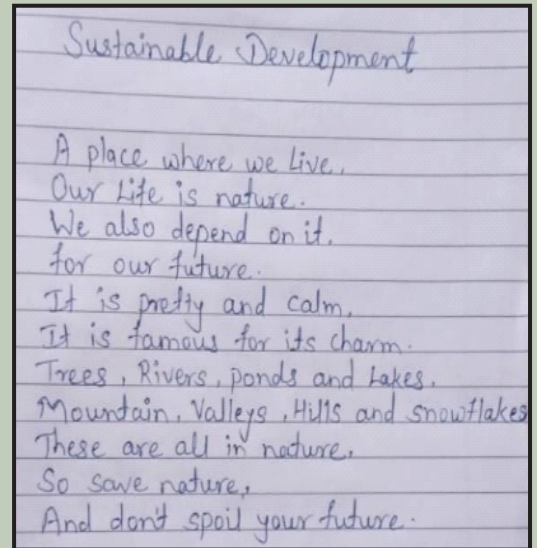 Sustainable Development
A place where we Live,
Our Life is nature.
We also depend on it,
for our future.
It is pretty and calm,
It is famous for its charm.
Trees, Rivers, ponds and Lakes,
Mountain, Valleys, Hills and snowflakes
These are all in nature,
So save nature,
And don't spoil your future.